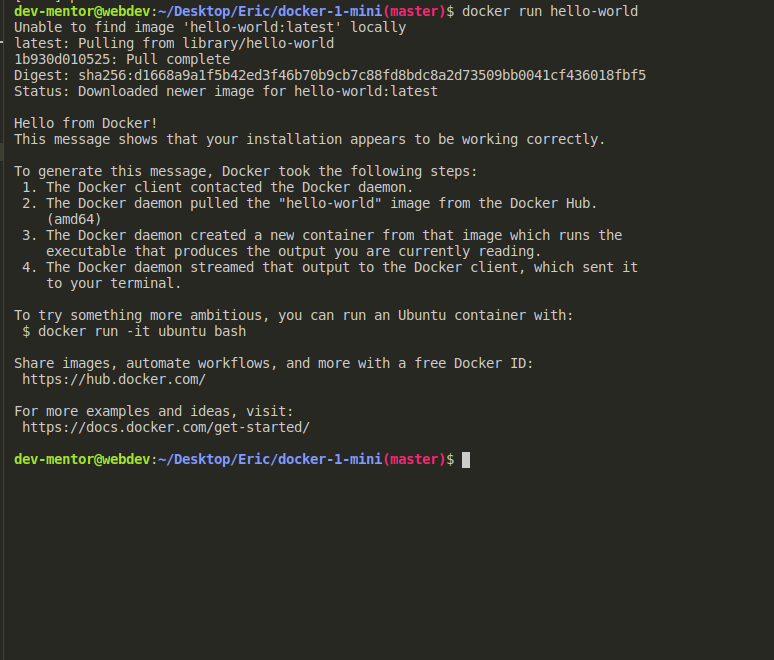 dev-mentor@webdev:~/Desktop/Eric/docker-1-mini(master)$ docker run hello-world
Unable to find image 'hello-world:latest' locally
latest: Pulling from library/hello-world
1b930d010525: Pull complete
Digest: sha256:d1668a9a1f5b42ed3f46b70b9cb7c88fd8bdc8a2d73509bb0041cf436018fbf5
Status: Downloaded newer image for hello-world:latest

Hello from Docker!
This message shows that your installation appears to be working correctly.

To generate this message, Docker took the following steps:
 1. The Docker client contacted the Docker daemon.
 2. The Docker daemon pulled the "hello-world" image from the Docker Hub.
    (amd64)
 3. The Docker daemon created a new container from that image which runs the
    executable that produces the output you are currently reading.
 4. The Docker daemon streamed that output to the Docker client, which sent it
    to your terminal.

To try something more ambitious, you can run an Ubuntu container with:
 $ docker run -it ubuntu bash

Share images, automate workflows, and more with a free Docker ID:
 https://hub.docker.com/

For more examples and ideas, visit:
 https://docs.docker.com/get-started/

dev-mentor@webdev:~/Desktop/Eric/docker-1-mini(master)$